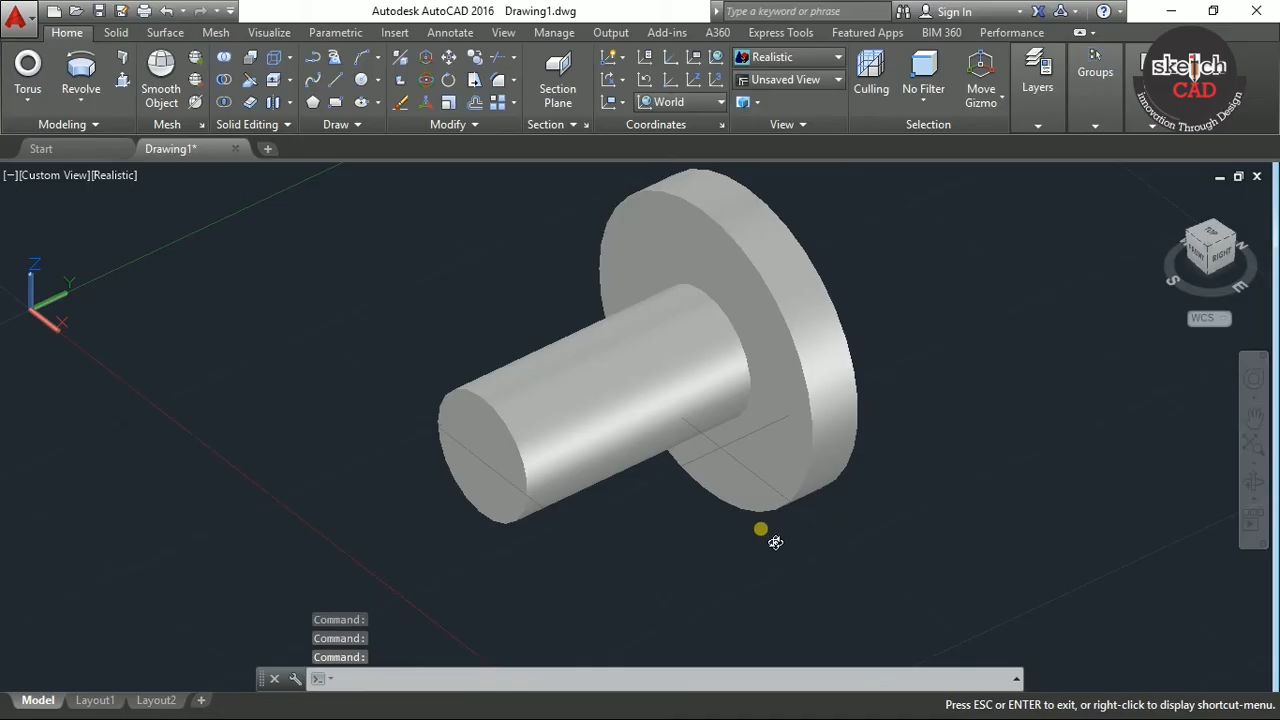 Autodesk AutoCAD 2016 Drawing1.dwg
Type a keyword or phrase
Sign In
Home Solid Surface Mesh Visualize Parametric Insert Annotate View Manage Output Add-ins A360 Express Tools Featured Apps BIM 360 Performance
Torus
Revolve
Smooth
Object
Section
Plane
Realistic
Unsaved View
World
Culling
No Filter
Move
Gizmo
Layers
Groups
sketch
CAD
Innovation Through Design
Modeling
Mesh
Solid Editing
Draw
Modify
Section
Coordinates
View
Selection
Start
Drawing1*
[−][Custom View][Realistic]
Z
Y
X
TOP
FRONT
RIGHT
N
S
E
WCS
Command:
Command:
Command:
Model
Layout1
Layout2
Press ESC or ENTER to exit, or right-click to display shortcut-menu.